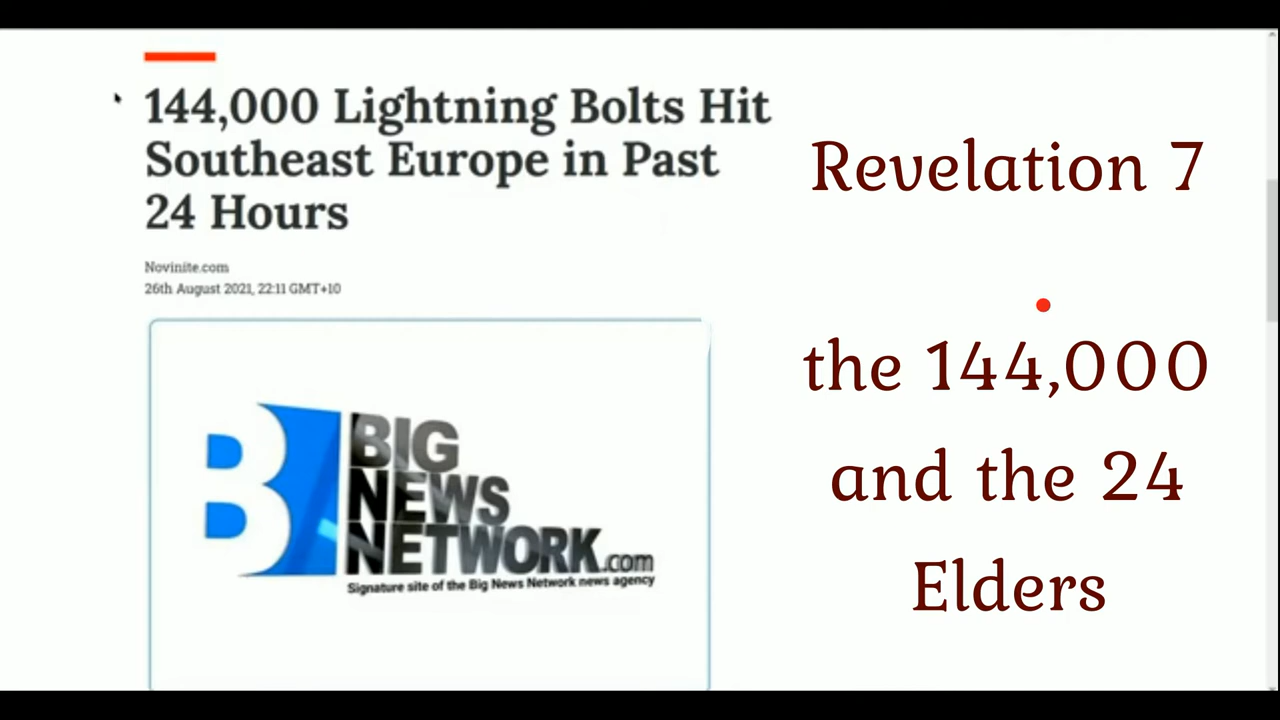 144,000 Lightning Bolts Hit
Southeast Europe in Past
24 Hours
Novinite.com
26th August 2021, 22:11 GMT+10
BIG
NEWS
NETWORK.com
Signature site of the Big News Network news agency
Revelation 7
the 144,000
and the 24
Elders